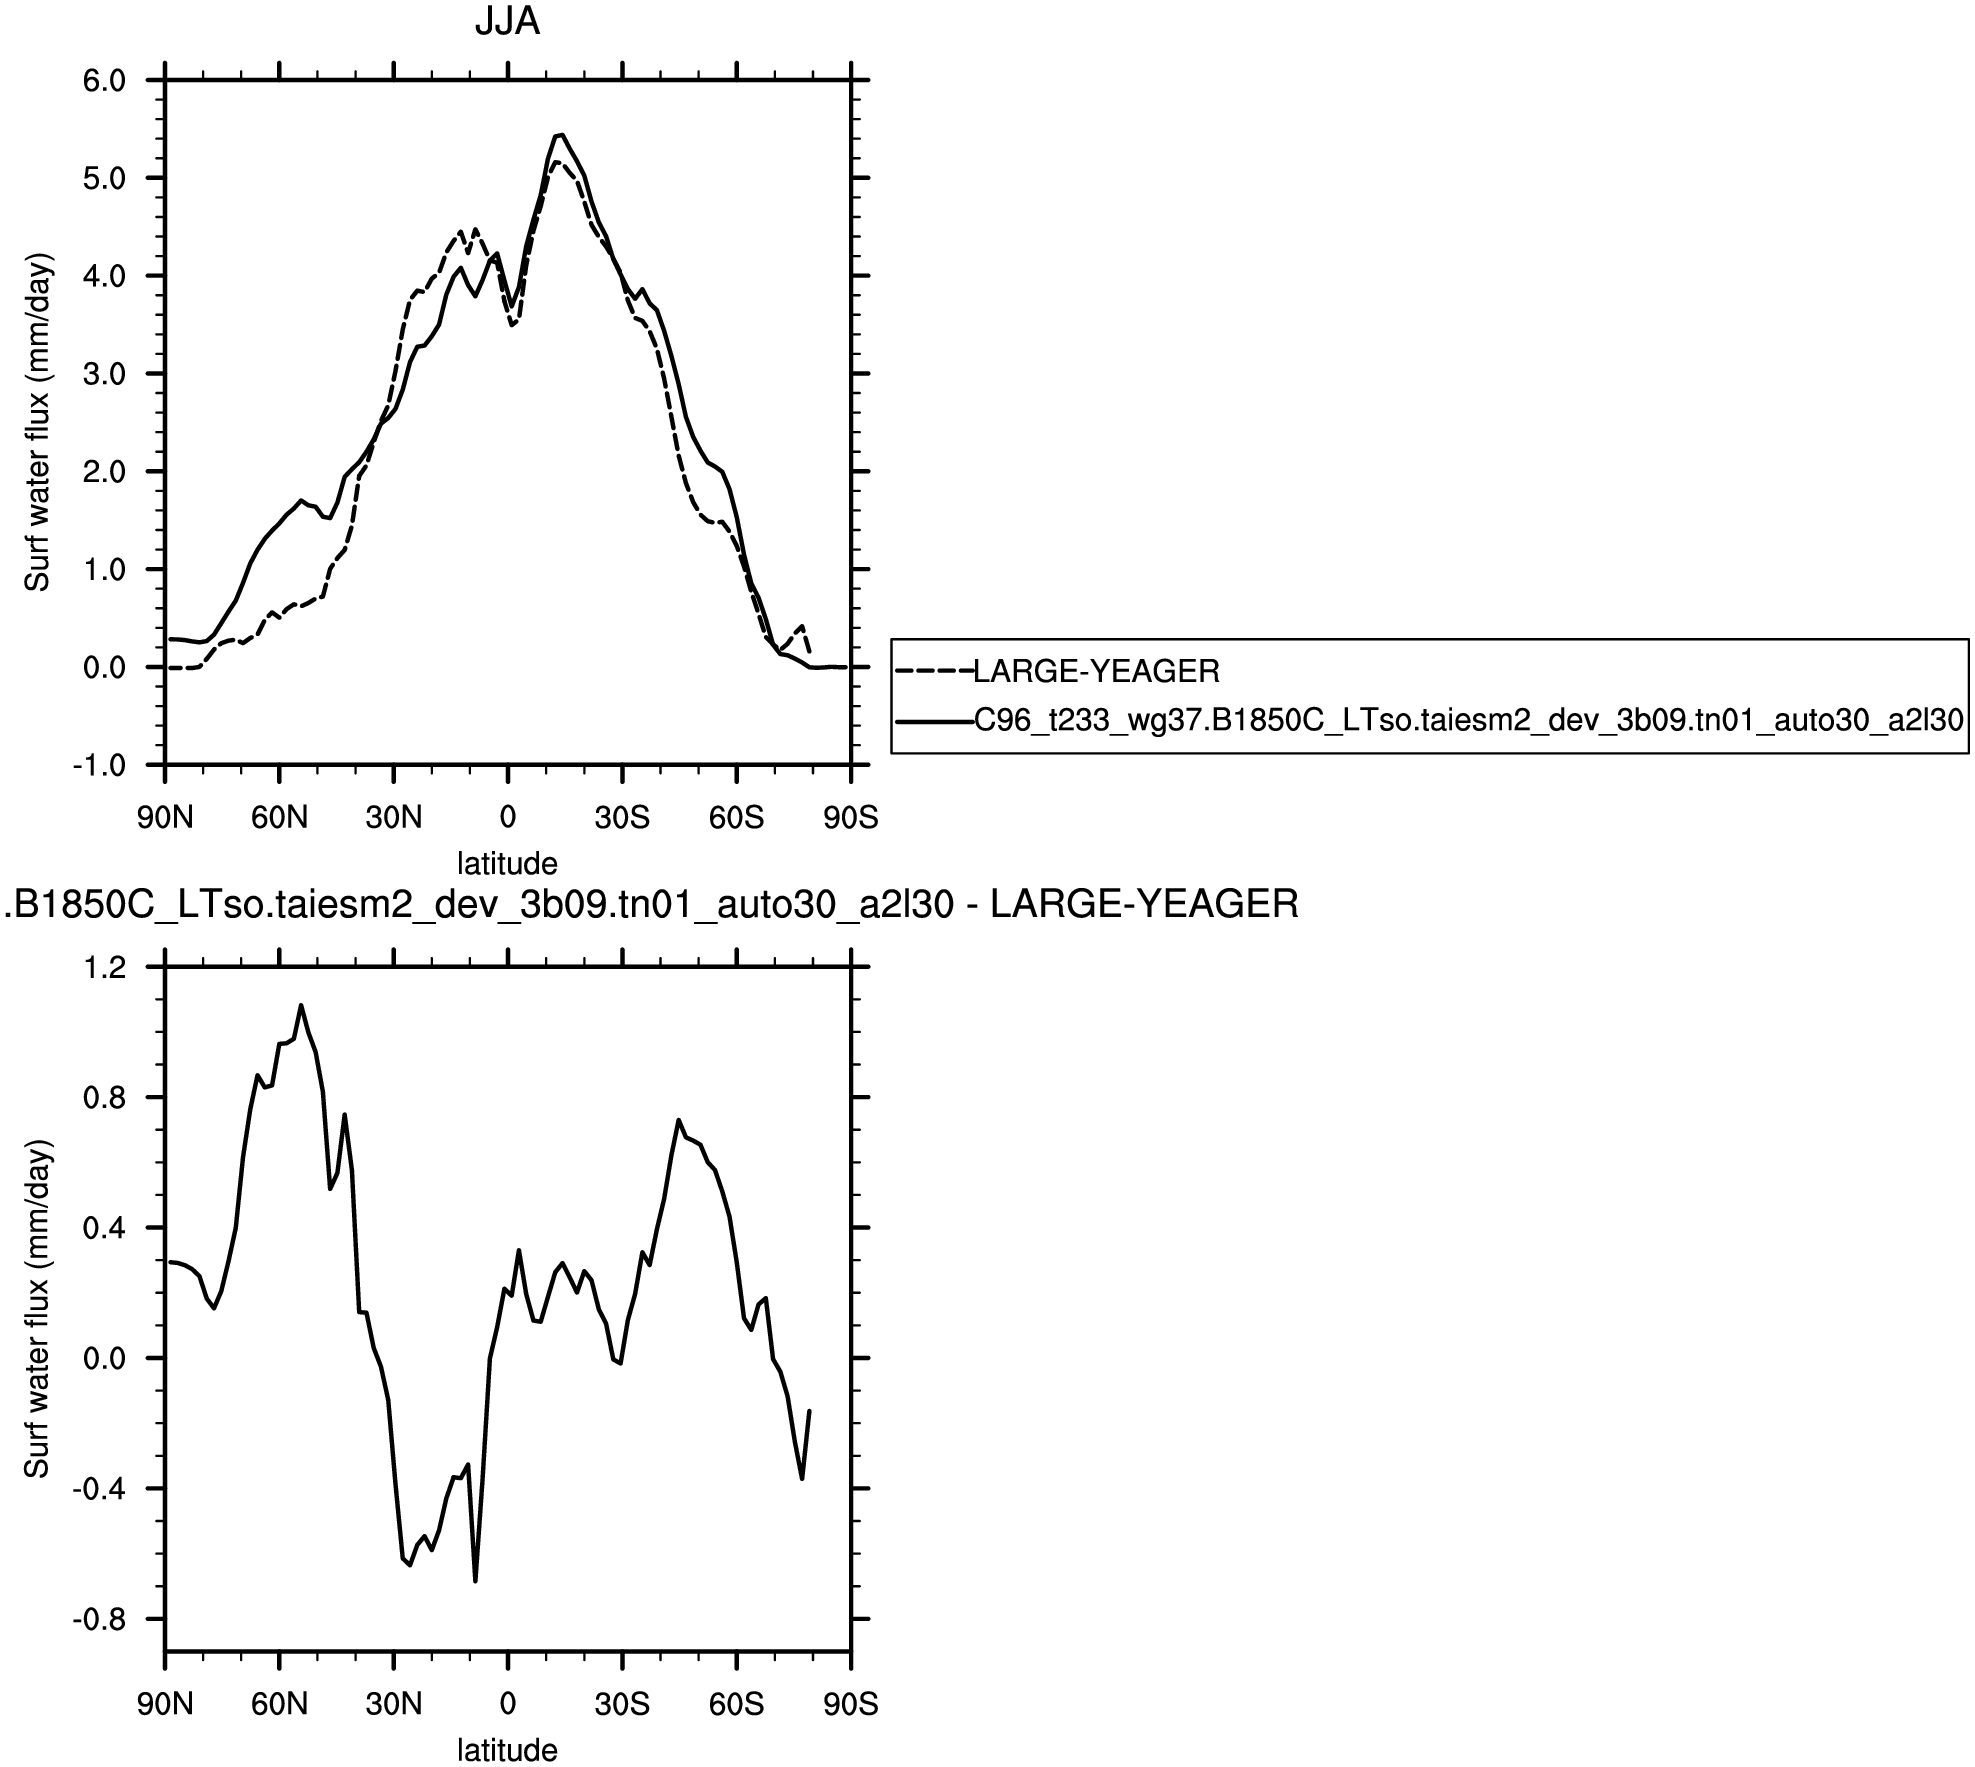 JJA
6.0
5.0
4.0
3.0
2.0
1.0
0.0
-1.0
Surf water flux (mm/day)
90N 60N 30N 0 30S 60S 90S
latitude
LARGE-YEAGER
C96_t233_wg37.B1850C_LTso.taiesm2_dev_3b09.tn01_auto30_a2l30
.B1850C_LTso.taiesm2_dev_3b09.tn01_auto30_a2l30 - LARGE-YEAGER
1.2
0.8
0.4
0.0
-0.4
-0.8
Surf water flux (mm/day)
90N 60N 30N 0 30S 60S 90S
latitude